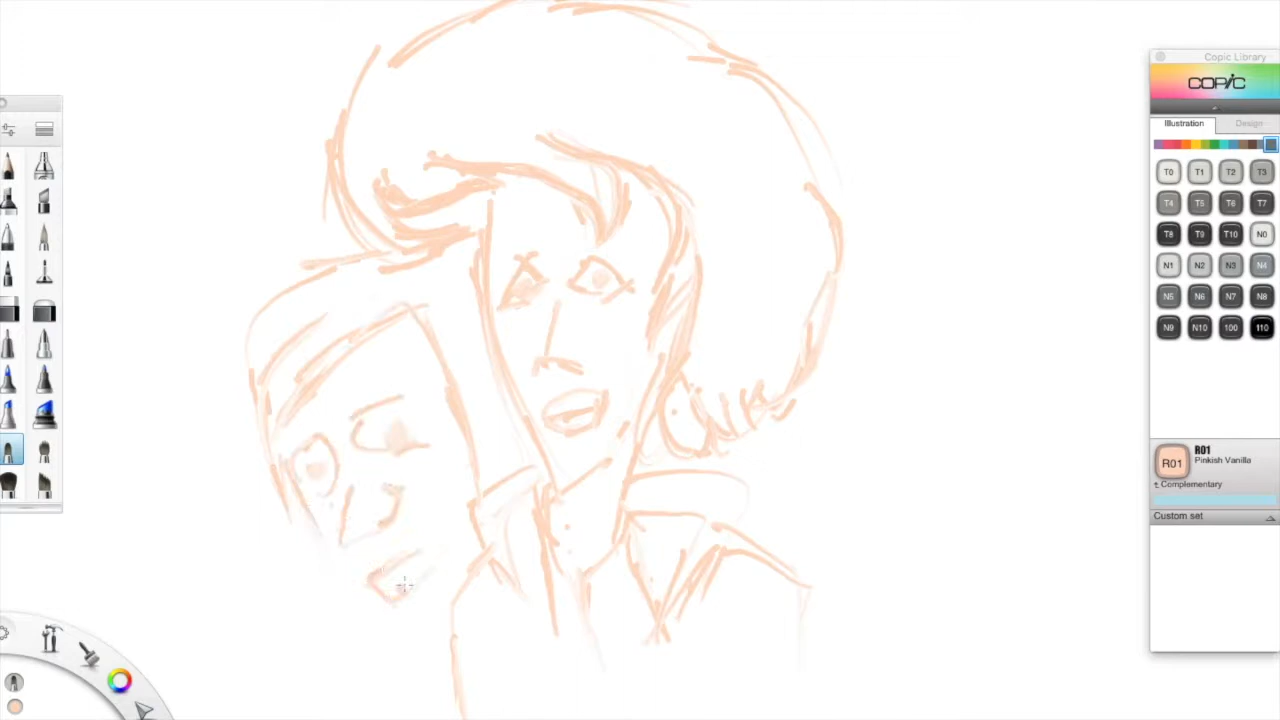 Copic Library
COPIC
Illustration Design
T0 T1 T2 T3
T4 T5 T6 T7
T8 T9 T10 N0
N1 N2 N3 N4
N5 N6 N7 N8
N9 N10 100 110
R01
R01
Pinkish Vanilla
Complementary
Custom set